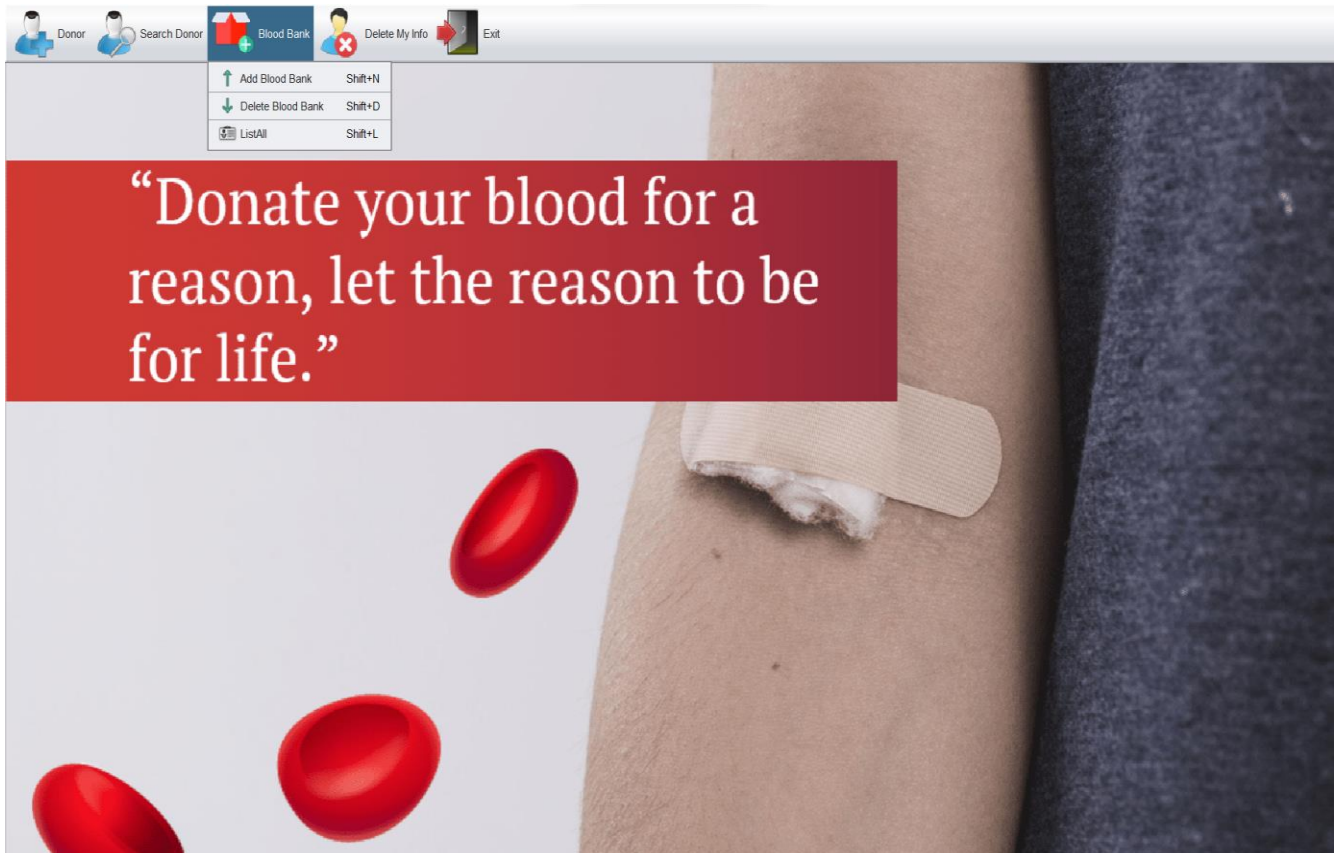 Donor Search Donor Blood Bank Delete My Info Exit
Add Blood Bank Shift+N
Delete Blood Bank Shift+D
ListAll Shift+L
“Donate your blood for a
reason, let the reason to be
for life.”